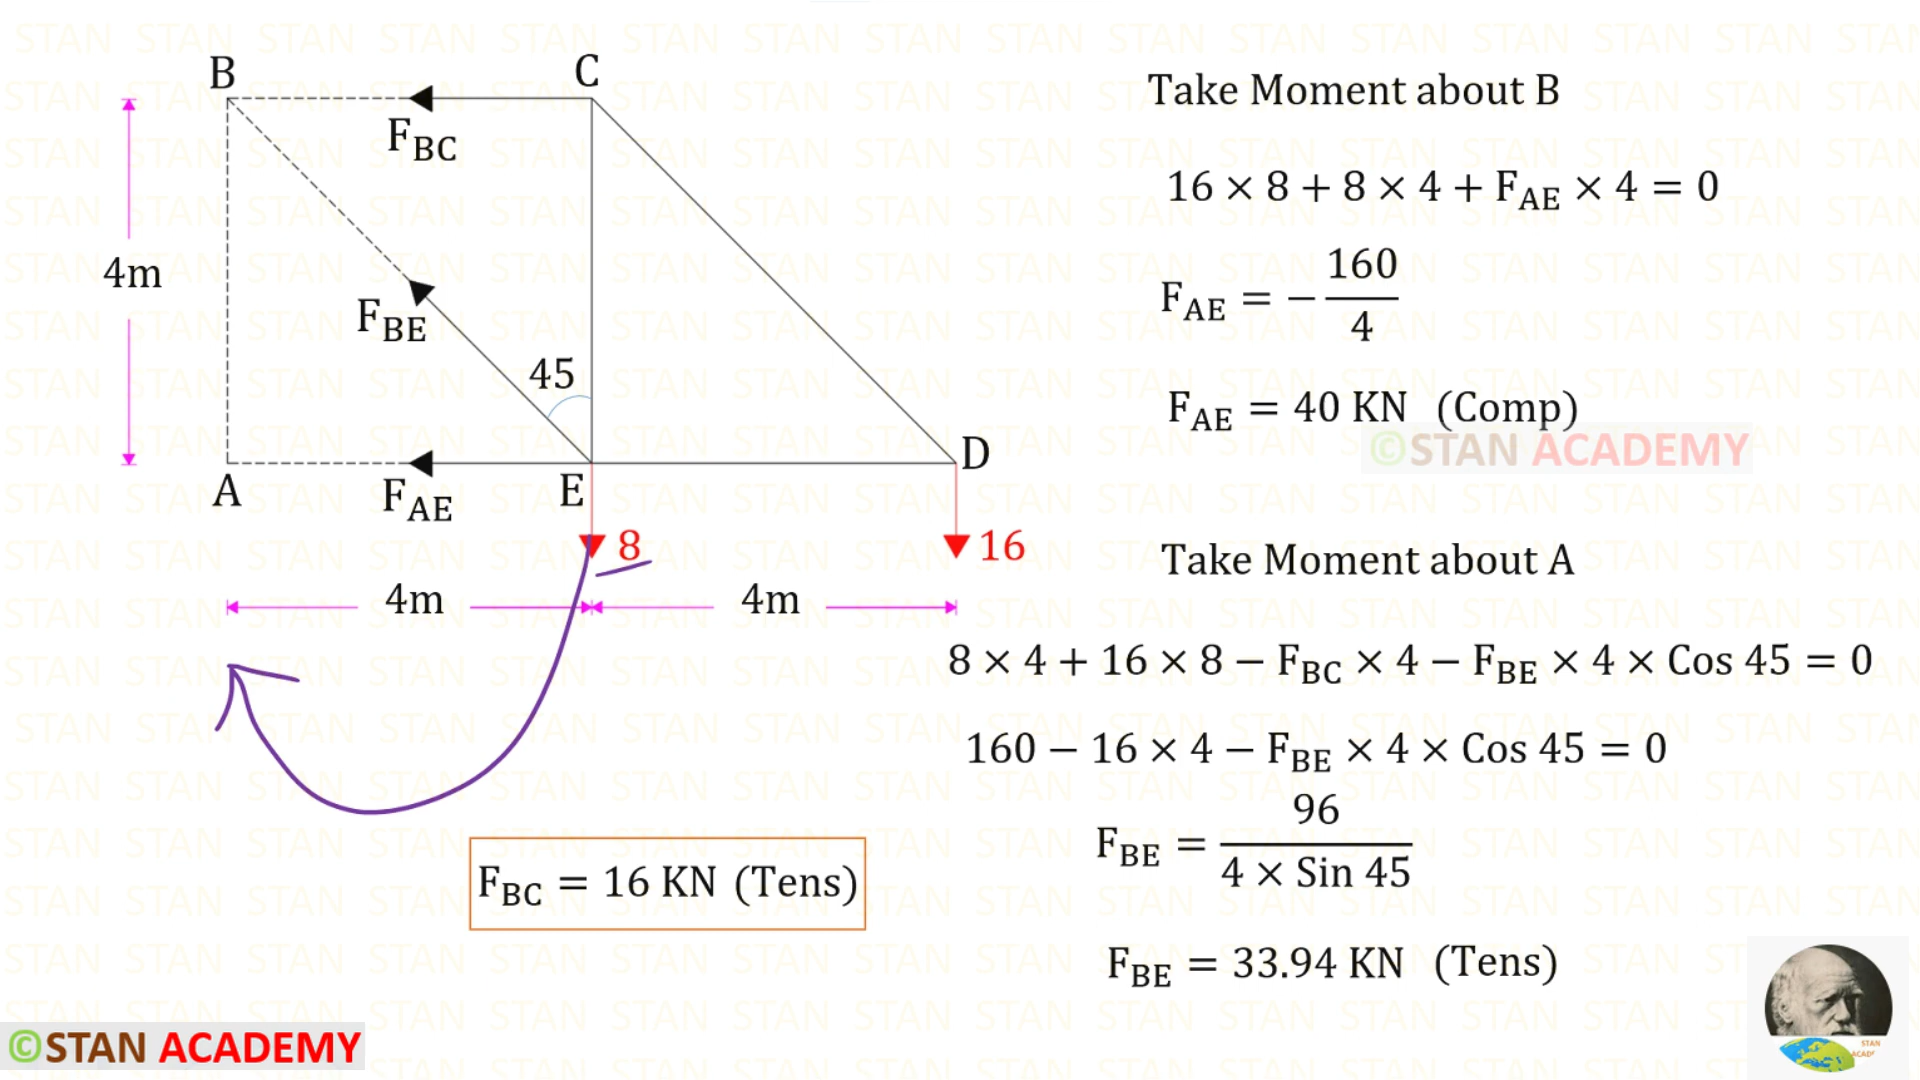 B
C
F_BC
4m
F_BE
45
A
F_AE
E
D
8
16
4m
4m
F_BC = 16 KN (Tens)
Take Moment about B
16 × 8 + 8 × 4 + F_AE × 4 = 0
F_AE = − 160/4
F_AE = 40 KN (Comp)
©STAN ACADEMY
Take Moment about A
8 × 4 + 16 × 8 − F_BC × 4 − F_BE × 4 × Cos 45 = 0
160 − 16 × 4 − F_BE × 4 × Cos 45 = 0
F_BE = 96/(4 × Sin 45)
F_BE = 33.94 KN (Tens)
©STAN ACADEMY
STAN